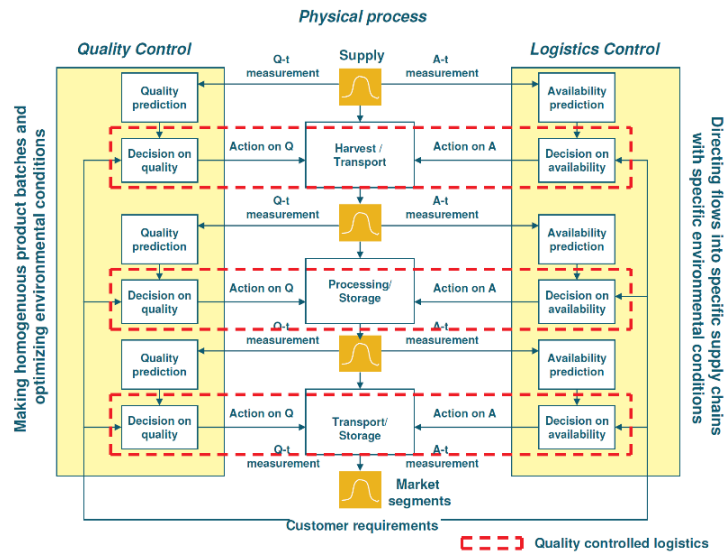 Physical process
Quality Control
Supply
Logistics Control
Q-t
measurement
A-t
measurement
Quality
prediction
Availability
prediction
Decision on
quality
Action on Q
Harvest /
Transport
Action on A
Decision on
availability
Q-t
measurement
A-t
measurement
Quality
prediction
Availability
prediction
Decision on
quality
Action on Q
Processing/
Storage
Action on A
Decision on
availability
Q-t
measurement
A-t
measurement
Quality
prediction
Availability
prediction
Decision on
quality
Action on Q
Transport/
Storage
Action on A
Decision on
availability
Q-t
measurement
A-t
measurement
Market
segments
Customer requirements
Quality controlled logistics
Making homogenuous product batches and
optimizing environmental conditions
Directing flows into specific supply chains
with specific environmental conditions